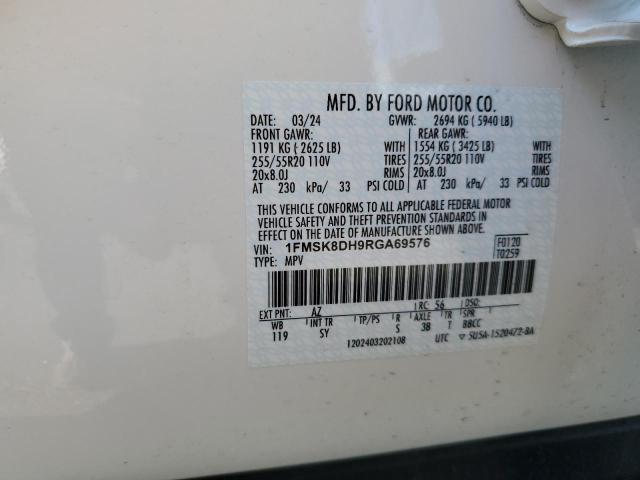 MFD. BY FORD MOTOR CO.
DATE: 03/24 GVWR: 2694 KG ( 5940 LB)
FRONT GAWR: REAR GAWR:
1191 KG ( 2625 LB) WITH 1554 KG ( 3425 LB) WITH
255/55R20 110V TIRES 255/55R20 110V TIRES
20x8.0J RIMS 20x8.0J RIMS
AT 230 kPa/ 33 PSI COLD AT 230 kPa/ 33 PSI COLD
THIS VEHICLE CONFORMS TO ALL APPLICABLE FEDERAL MOTOR
VEHICLE SAFETY AND THEFT PREVENTION STANDARDS IN
EFFECT ON THE DATE OF MANUFACTURE SHOWN ABOVE.
VIN: 1FMSK8DH9RGA69576 F0120
TYPE: MPV T0259
EXT PNT: AZ RC: 56 DSO:
WB INT TR TP/PS R AXLE TR SPR
119 SY S 38 T BBCC
1202403202108 UTC SU5A-1520472-BA